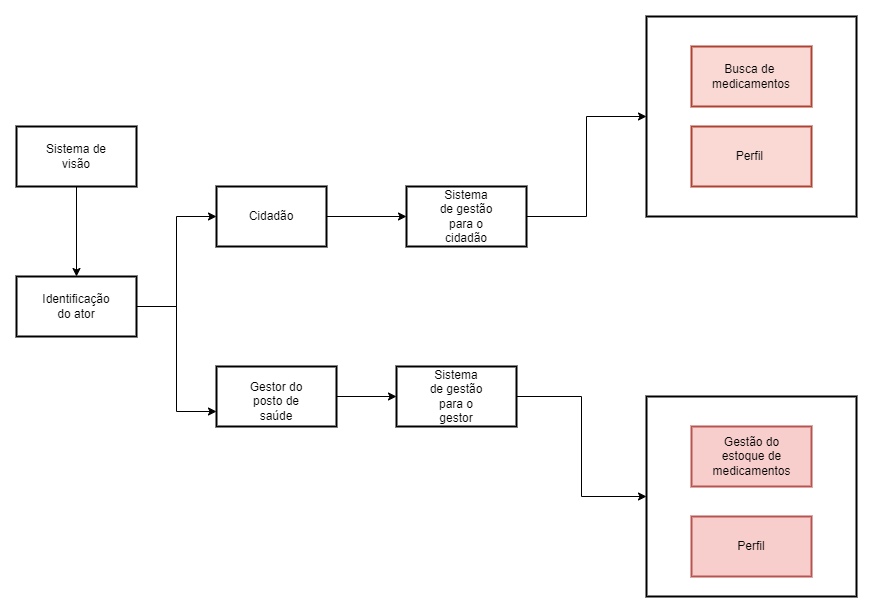 Sistema de
visão
Identificação
do ator
Cidadão
Sistema
de gestão
para o
cidadão
Busca de
medicamentos
Perfil
Gestor do
posto de
saúde
Sistema
de gestão
para o
gestor
Gestão do
estoque de
medicamentos
Perfil